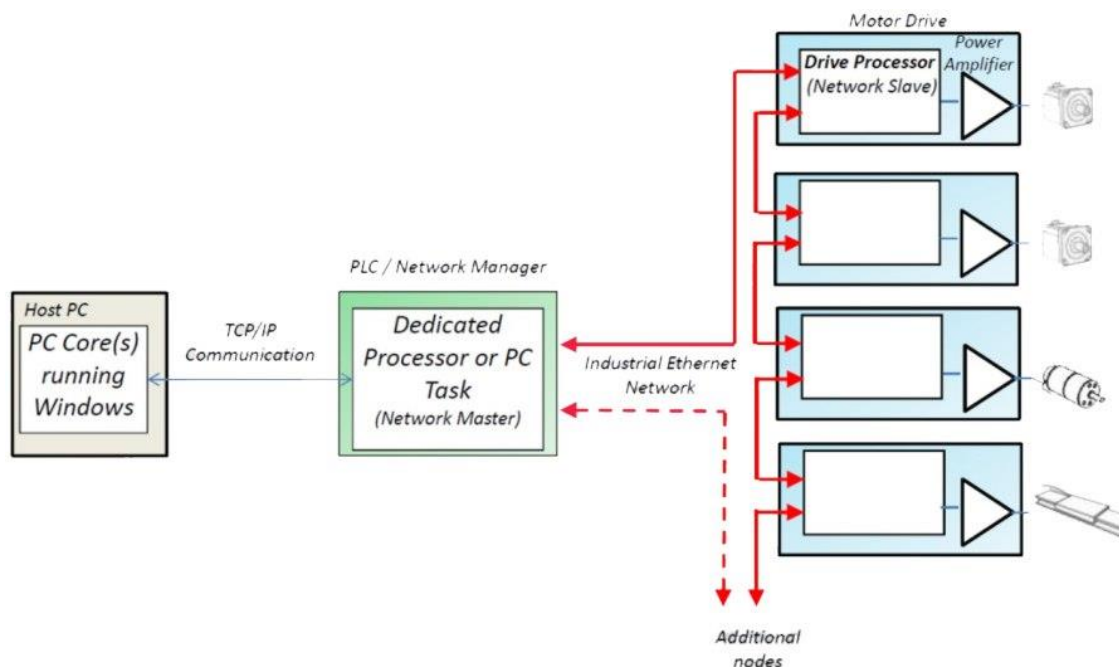 Motor Drive
Power
Amplifier
Drive Processor
(Network Slave)
PLC / Network Manager
Host PC
PC Core(s)
running
Windows
TCP/IP
Communication
Dedicated
Processor or PC
Task
(Network Master)
Industrial Ethernet
Network
Additional
nodes